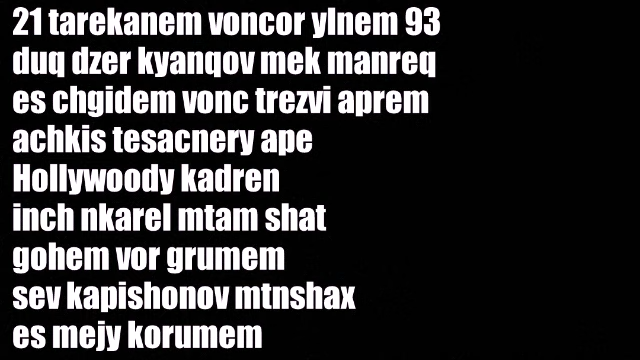 21 tarekanem voncor ylnem 93
duq dzer kyanqov mek manreq
es chgidem vonc trezvi aprem
achkis tesacnery ape
Hollywoody kadren
inch nkarel mtam shat
gohem vor grumem
sev kapishonov mtnshax
es mejy korumem